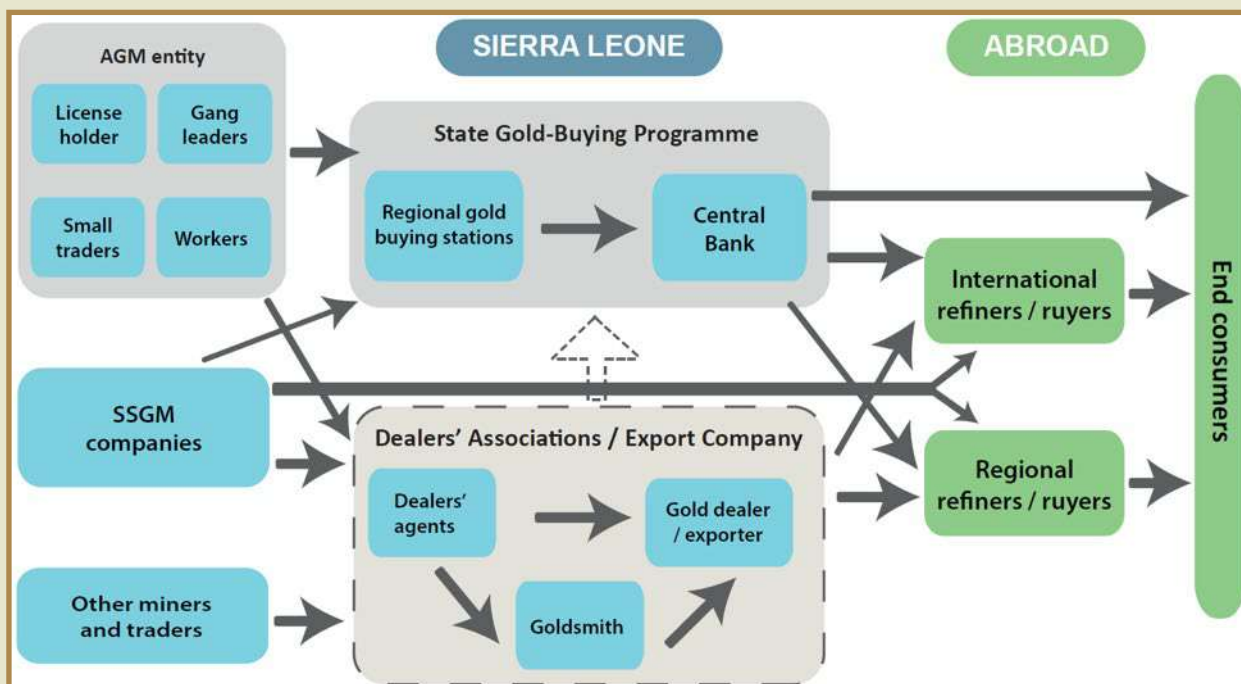 SIERRA LEONE
ABROAD
AGM entity
License
holder
Gang
leaders
Small
traders
Workers
State Gold-Buying Programme
Regional gold
buying stations
Central
Bank
International
refiners / ruyers
End consumers
SSGM
companies
Dealers' Associations / Export Company
Dealers'
agents
Gold dealer
/ exporter
Goldsmith
Regional
refiners / ruyers
Other miners
and traders